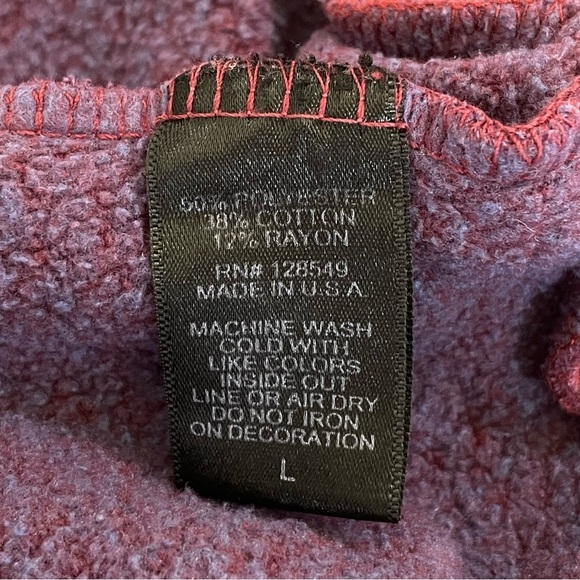 50% POLYESTER
38% COTTON
12% RAYON
RN# 128549
MADE IN U.S.A.
MACHINE WASH
COLD WITH
LIKE COLORS
INSIDE OUT
LINE OR AIR DRY
DO NOT IRON
ON DECORATION
L